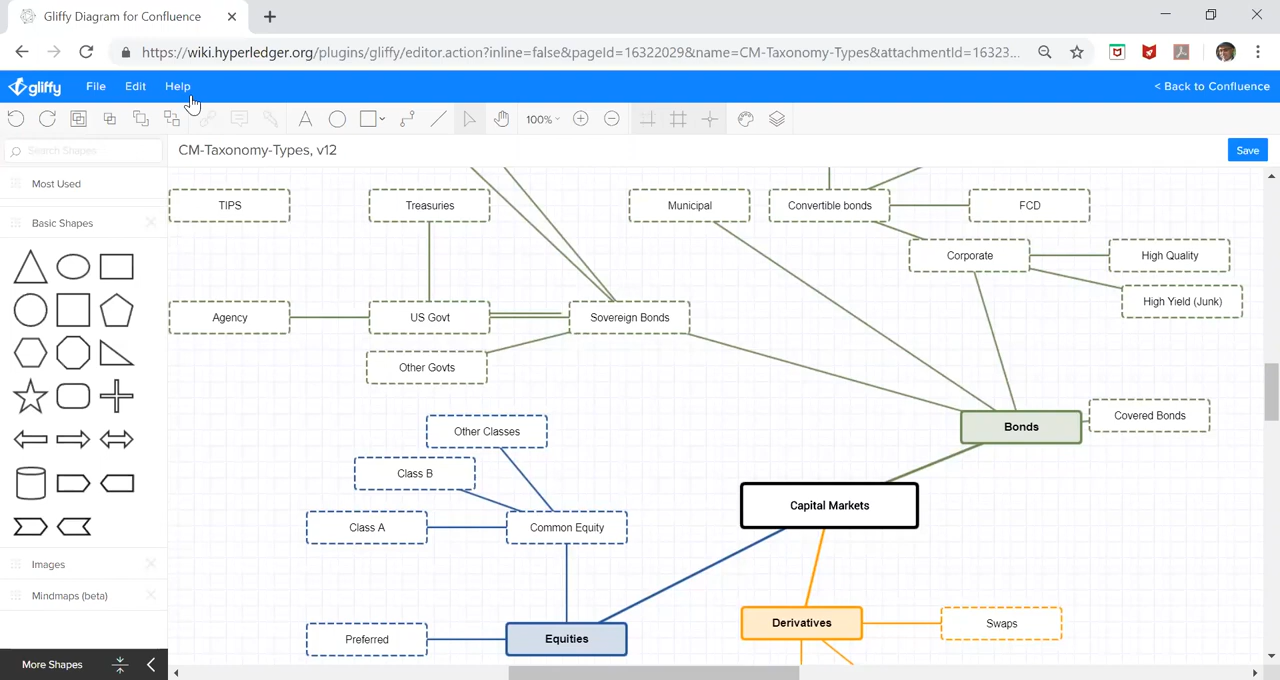 Gliffy Diagram for Confluence
https://wiki.hyperledger.org/plugins/gliffy/editor.action?inline=false&pageId=16322029&name=CM-Taxonomy-Types&attachmentId=16323...
gliffy File Edit Help < Back to Confluence
100%
Search Shapes...
CM-Taxonomy-Types, v12
Save
Most Used
Basic Shapes
TIPS
Treasuries
Municipal
Convertible bonds
FCD
Corporate
High Quality
High Yield (Junk)
Agency
US Govt
Sovereign Bonds
Other Govts
Bonds
Covered Bonds
Other Classes
Class B
Class A
Common Equity
Capital Markets
Preferred
Equities
Derivatives
Swaps
Images
Mindmaps (beta)
More Shapes